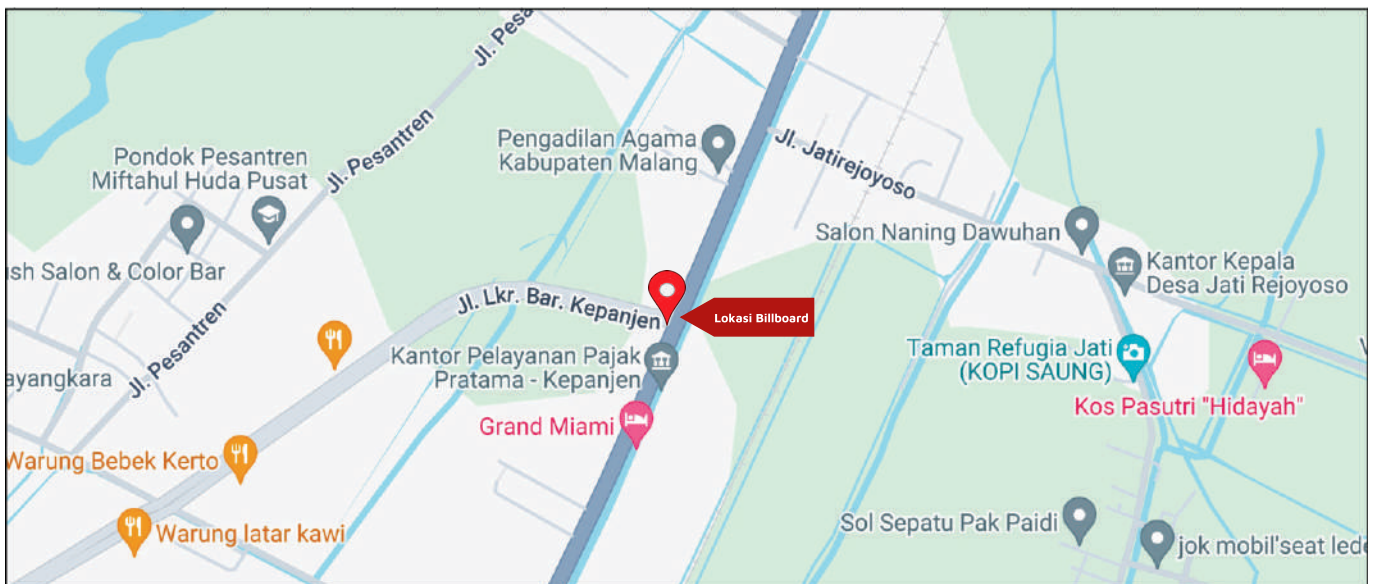 Jl. Pesa
Pengadilan Agama
Kabupaten Malang
Jl. Jatirejoyoso
Pondok Pesantren
Miftahul Huda Pusat
Jl. Pesantren
Salon Naning Dawuhan
Kantor Kepala
Desa Jati Rejoyoso
ush Salon & Color Bar
Jl. Lkr. Bar. Kepanjen
Lokasi Billboard
Jl. Pesantren
Kantor Pelayanan Pajak
Pratama - Kepanjen
Taman Refugia Jati
(KOPI SAUNG)
ayangkara
Kos Pasutri "Hidayah"
Grand Miami
Warung Bebek Kerto
Warung latar kawi
Sol Sepatu Pak Paidi
jok mobil'seat lede